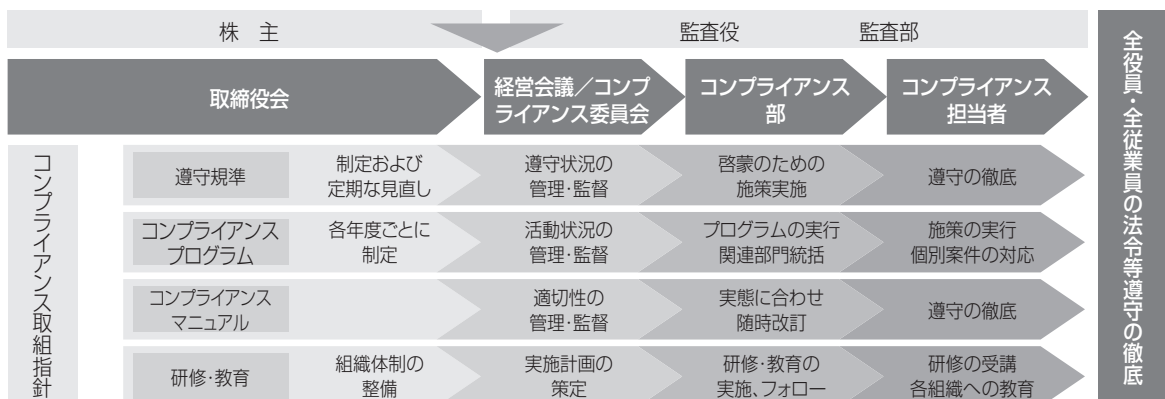 株 主
監査役
監査部
取締役会
経営会議／コンプ
ライアンス委員会
コンプライアンス
部
コンプライアンス
担当者
全役員・全従業員の法令等遵守の徹底
コンプライアンス取組指針
遵守規準
制定および
定期な見直し
遵守状況の
管理・監督
啓蒙のための
施策実施
遵守の徹底
コンプライアンス
プログラム
各年度ごとに
制定
活動状況の
管理・監督
プログラムの実行
関連部門統括
施策の実行
個別案件の対応
コンプライアンス
マニュアル
適切性の
管理・監督
実態に合わせ
随時改訂
遵守の徹底
研修・教育
組織体制の
整備
実施計画の
策定
研修・教育の
実施、フォロー
研修の受講
各組織への教育